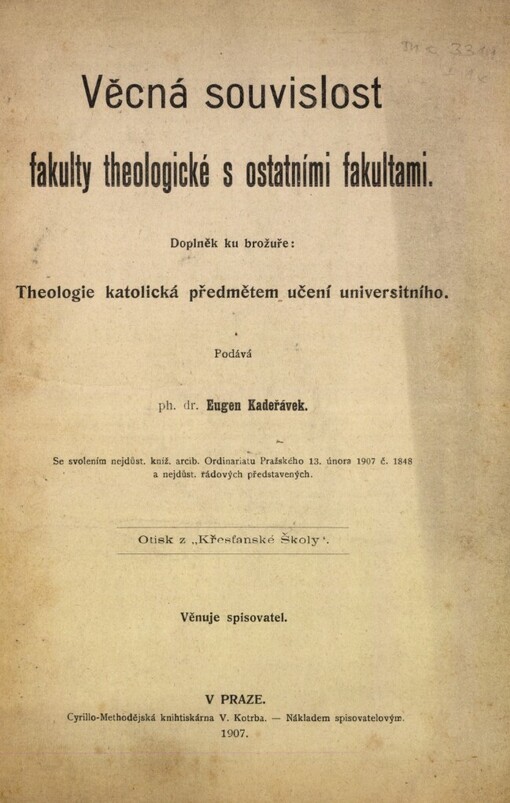 Věcná souvislost
fakulty theologické s ostatními fakultami.
Doplněk ku brožuře:
Theologie katolická předmětem učení universitního.
Podává
ph. dr. Eugen Kadeřávek.
Se svolením nejdůst. kniž. arcib. Ordinariatu Pražského 13. února 1907 č. 1848
a nejdůst. řádových představených.
Otisk z „Křesťanské Školy‘.
Věnuje spisovatel.
V PRAZE.
Cyrillo-Methodějská knihtiskárna V. Kotrba. — Nákladem spisovatelovým.
1907.